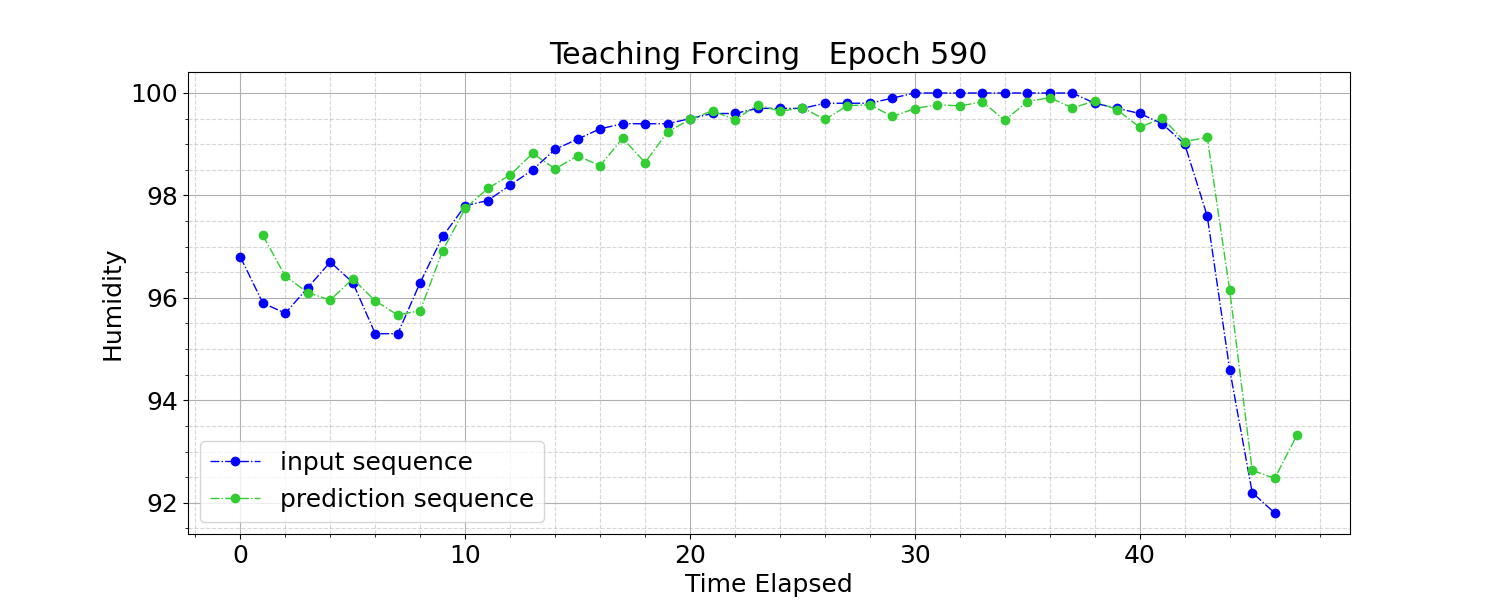 Teaching Forcing   Epoch 590
100
98
96
94
92
Humidity
input sequence
prediction sequence
0 10 20 30 40
Time Elapsed